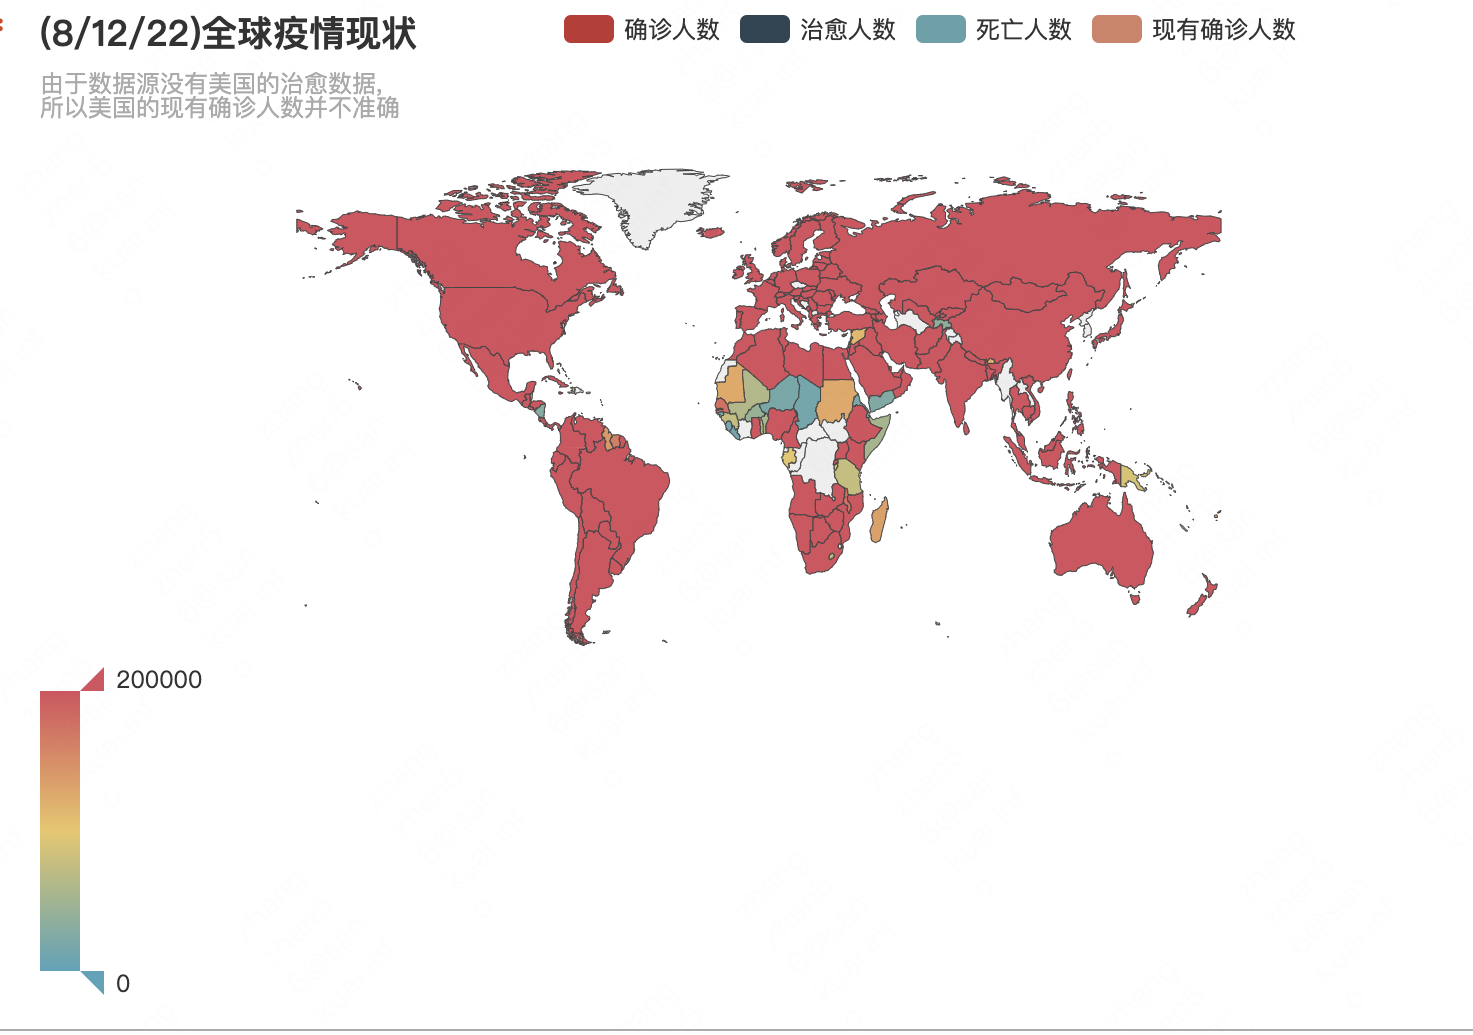 (8/12/22)全球疫情现状
确诊人数 治愈人数 死亡人数 现有确诊人数
由于数据源没有美国的治愈数据,
所以美国的现有确诊人数并不准确
200000
0